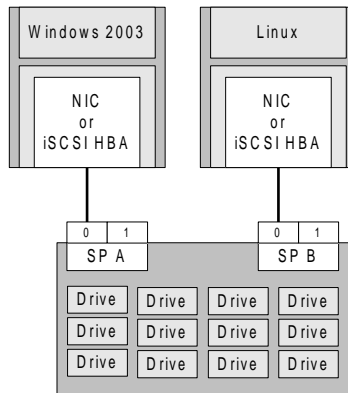 Windows 2003
NIC
or
iSCSI HBA
Linux
NIC
or
iSCSI HBA
0 1
SP A
0 1
SP B
Drive Drive Drive Drive
Drive Drive Drive Drive
Drive Drive Drive Drive